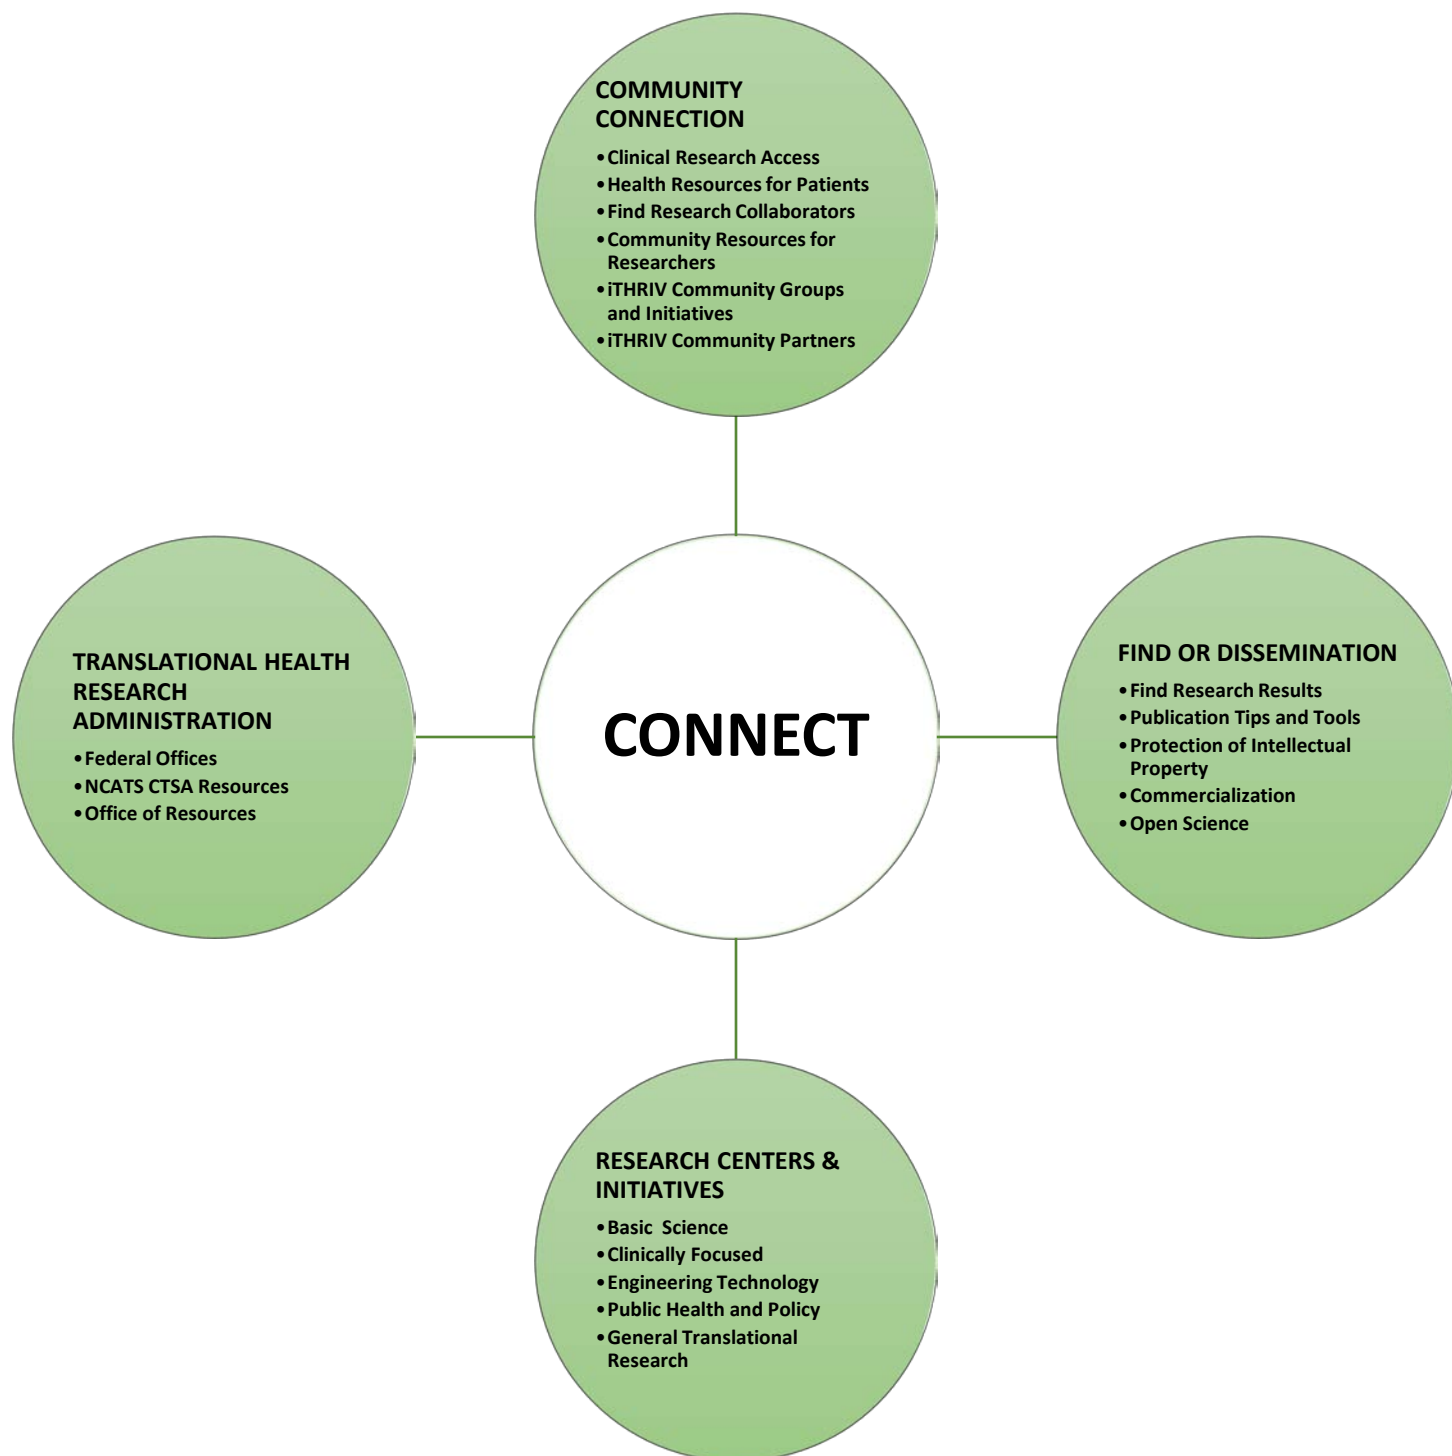 COMMUNITY
CONNECTION
•Clinical Research Access
•Health Resources for Patients
•Find Research Collaborators
•Community Resources for
Researchers
•iTHRIV Community Groups
and Initiatives
•iTHRIV Community Partners
TRANSLATIONAL HEALTH
RESEARCH
ADMINISTRATION
•Federal Offices
•NCATS CTSA Resources
•Office of Resources
CONNECT
FIND OR DISSEMINATION
•Find Research Results
•Publication Tips and Tools
•Protection of Intellectual
Property
•Commercialization
•Open Science
RESEARCH CENTERS &
INITIATIVES
•Basic  Science
•Clinically Focused
•Engineering Technology
•Public Health and Policy
•General Translational
Research